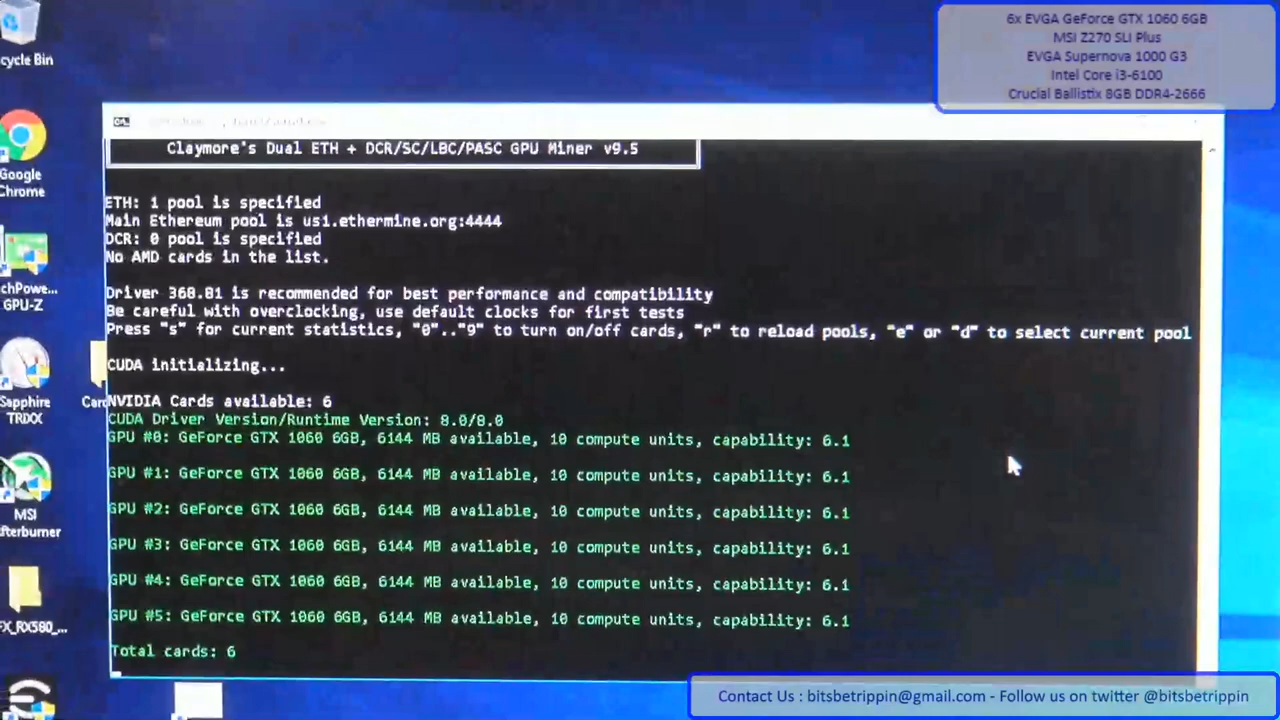 6x EVGA GeForce GTX 1060 6GB
MSI Z270 SLI Plus
EVGA Supernova 1000 G3
Intel Core i3-6100
Crucial Ballistix 8GB DDR4-2666
cycle Bin
Google
Chrome
chPowe...
GPU-Z
Sapphire
TRIXX
Car
MSI
fterburner
FX_RX580_...
Claymore's Dual ETH + DCR/SC/LBC/PASC GPU Miner v9.5
ETH: 1 pool is specified
Main Ethereum pool is us1.ethermine.org:4444
DCR: 0 pool is specified
No AMD cards in the list.
Driver 368.81 is recommended for best performance and compatibility
Be careful with overclocking, use default clocks for first tests
Press "s" for current statistics, "0".."9" to turn on/off cards, "r" to reload pools, "e" or "d" to select current pool
CUDA initializing...
NVIDIA Cards available: 6
CUDA Driver Version/Runtime Version: 8.0/8.0
GPU #0: GeForce GTX 1060 6GB, 6144 MB available, 10 compute units, capability: 6.1
GPU #1: GeForce GTX 1060 6GB, 6144 MB available, 10 compute units, capability: 6.1
GPU #2: GeForce GTX 1060 6GB, 6144 MB available, 10 compute units, capability: 6.1
GPU #3: GeForce GTX 1060 6GB, 6144 MB available, 10 compute units, capability: 6.1
GPU #4: GeForce GTX 1060 6GB, 6144 MB available, 10 compute units, capability: 6.1
GPU #5: GeForce GTX 1060 6GB, 6144 MB available, 10 compute units, capability: 6.1
Total cards: 6
Contact Us : bitsbetrippin@gmail.com - Follow us on twitter @bitsbetrippin